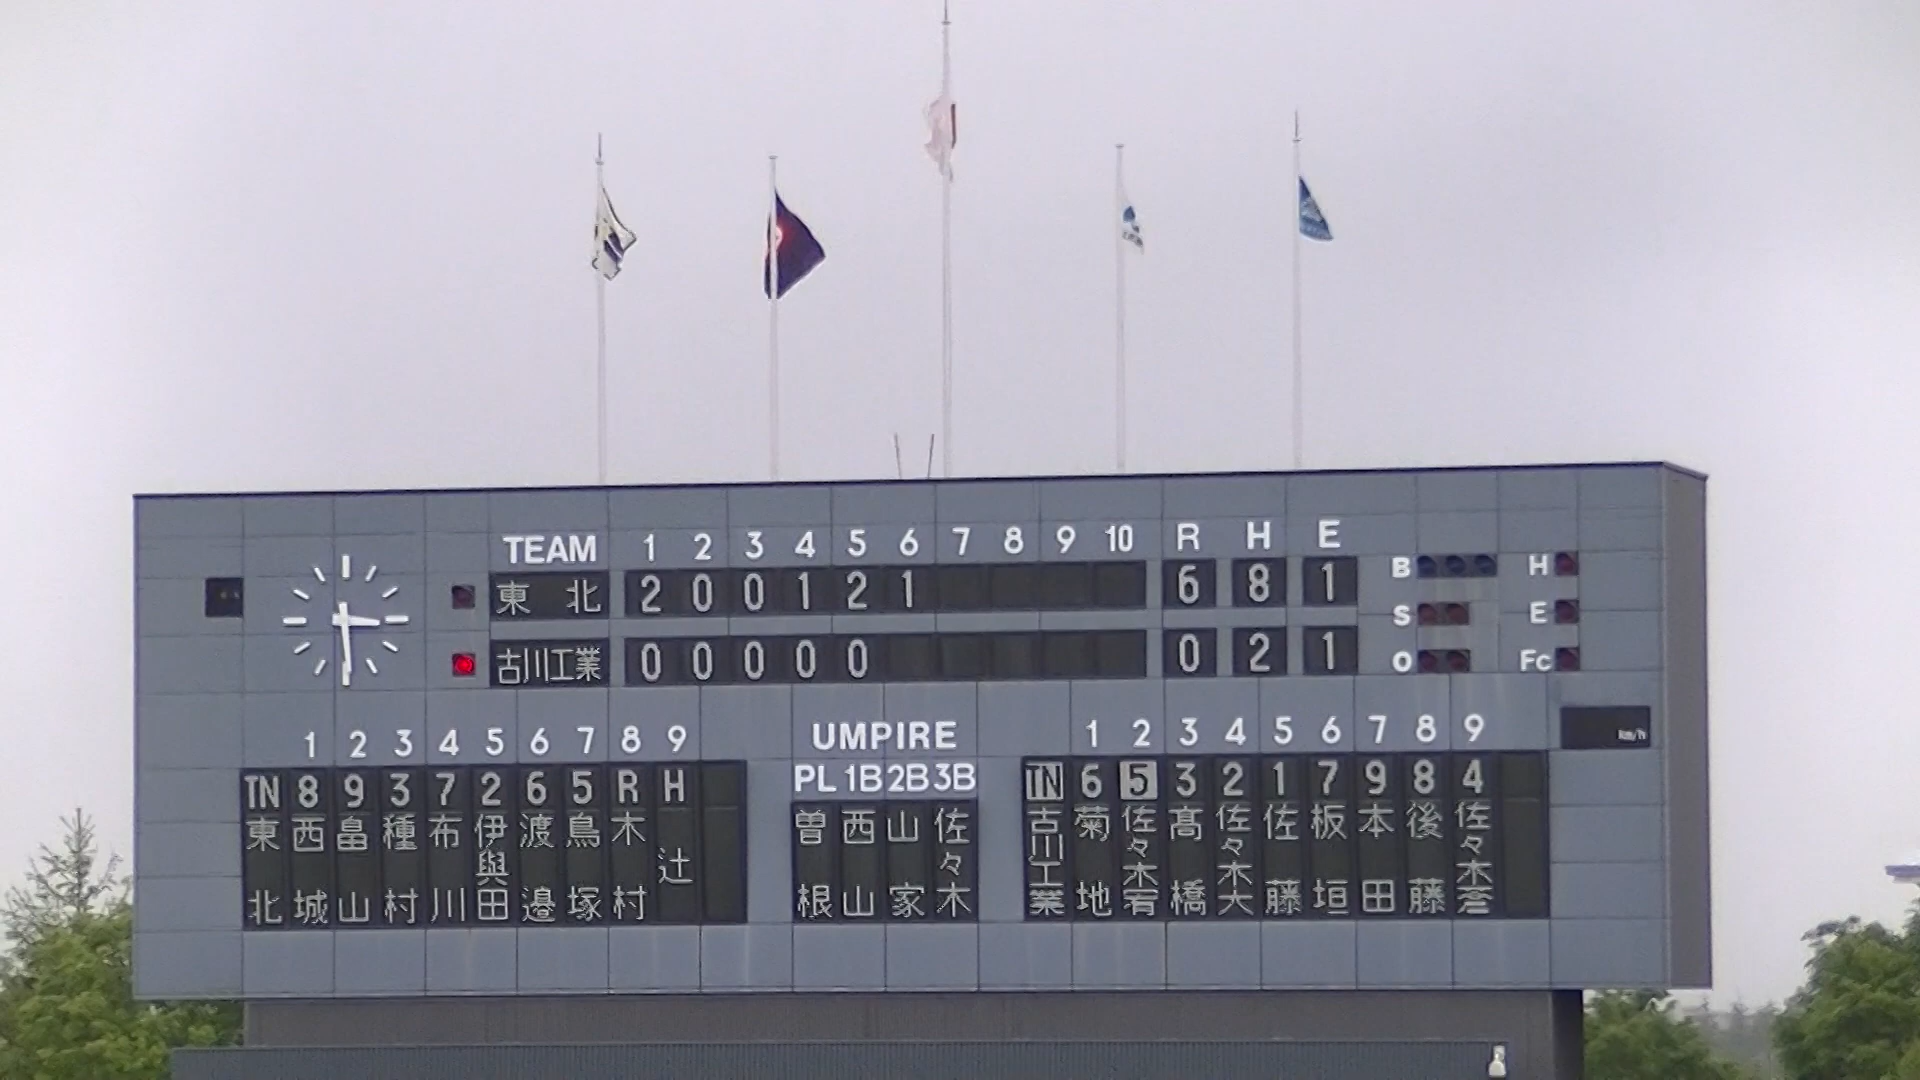 TEAM 1 2 3 4 5 6 7 8 9 10 R H E
東北 2 0 0 1 2 1 6 8 1
古川工業 0 0 0 0 0 0 2 1
B H
S E
O Fc
km/h
1 2 3 4 5 6 7 8 9
TN 8 9 3 7 2 6 5 R H
東北 西城 畠山 種村 布川 伊與田 渡邉 鳥塚 木村 辻
UMPIRE
PL 1B 2B 3B
曽根 西山 山家 佐々木
1 2 3 4 5 6 7 8 9
TN 6 5 3 2 1 7 9 8 4
古川工業 菊地 佐々木宥 髙橋 佐々木大 佐藤 板垣 本田 後藤 佐々木蒼